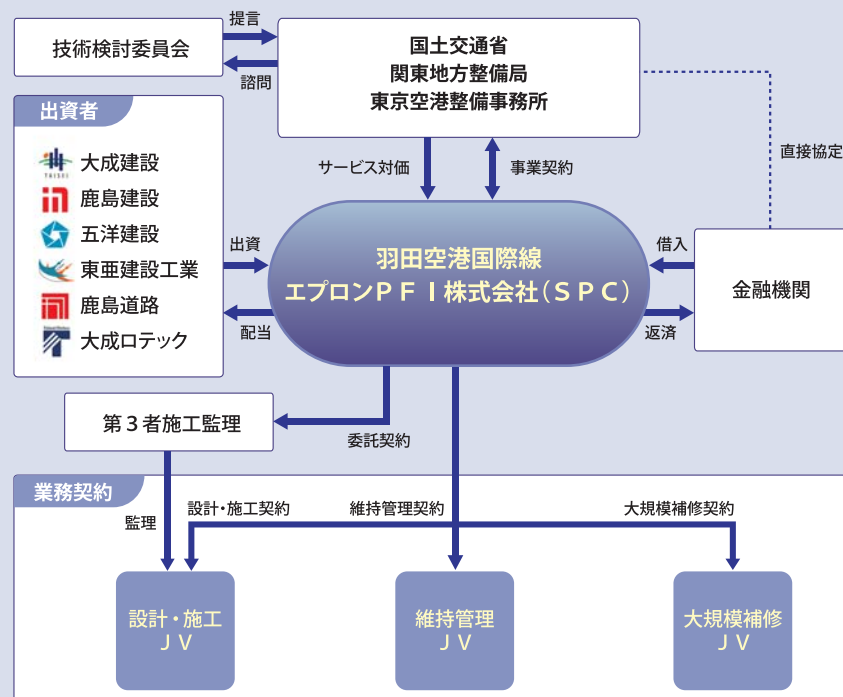 提言
技術検討委員会
諮問
国土交通省
関東地方整備局
東京空港整備事務所
出資者
TAISEI
大成建設
鹿島建設
五洋建設
東亜建設工業
鹿島道路
大成ロテック
サービス対価
事業契約
直接協定
出資
配当
羽田空港国際線
エプロンPFI株式会社(SPC)
借入
返済
金融機関
第3者施工監理
委託契約
業務契約
監理
設計・施工契約
維持管理契約
大規模補修契約
設計・施工
JV
維持管理
JV
大規模補修
JV